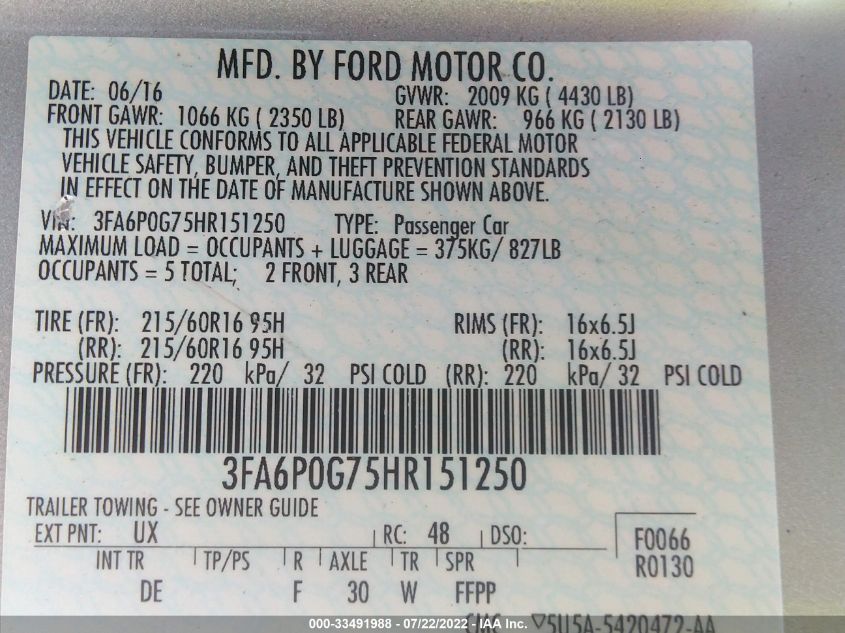 MFD. BY FORD MOTOR CO.
DATE: 06/16 GVWR: 2009 KG ( 4430 LB)
FRONT GAWR: 1066 KG ( 2350 LB) REAR GAWR: 966 KG ( 2130 LB)
THIS VEHICLE CONFORMS TO ALL APPLICABLE FEDERAL MOTOR
VEHICLE SAFETY, BUMPER, AND THEFT PREVENTION STANDARDS
IN EFFECT ON THE DATE OF MANUFACTURE SHOWN ABOVE.
VIN: 3FA6P0G75HR151250 TYPE: Passenger Car
MAXIMUM LOAD = OCCUPANTS + LUGGAGE = 375KG/ 827LB
OCCUPANTS = 5 TOTAL; 2 FRONT, 3 REAR
TIRE (FR): 215/60R16 95H RIMS (FR): 16x6.5J
(RR): 215/60R16 95H (RR): 16x6.5J
PRESSURE (FR): 220 kPa/ 32 PSI COLD (RR): 220 kPa/ 32 PSI COLD
3FA6P0G75HR151250
TRAILER TOWING - SEE OWNER GUIDE
EXT PNT: UX RC: 48 DSO: F0066
INT TR TP/PS R AXLE TR SPR R0130
DE F 30 W FFPP
000-33491988 - 07/22/2022 - IAA Inc.
5U5A-5420472-AA